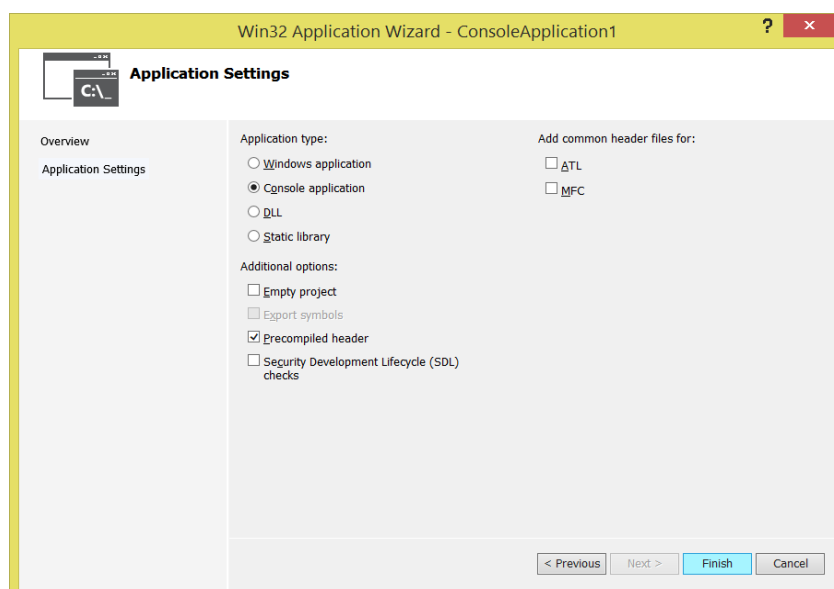 Win32 Application Wizard - ConsoleApplication1
?
x
C:\_
Application Settings
Overview
Application Settings
Application type:
Windows application
Console application
DLL
Static library
Additional options:
Empty project
Export symbols
Precompiled header
Security Development Lifecycle (SDL)
checks
Add common header files for:
ATL
MFC
< Previous
Next >
Finish
Cancel